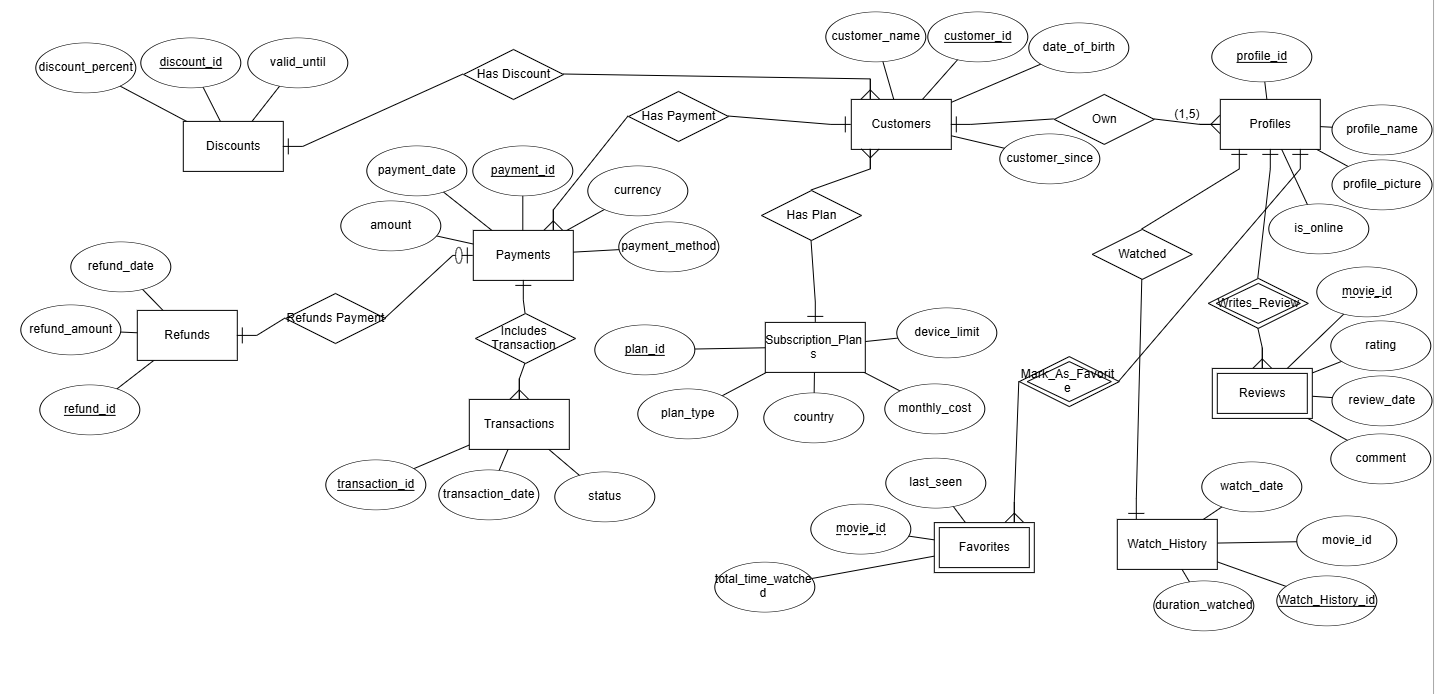 customer_name
customer_id
date_of_birth
discount_percent
discount_id
valid_until
profile_id
Has Discount
Has Payment
Customers
Own
(1,5)
Profiles
profile_name
Discounts
payment_date
payment_id
customer_since
currency
profile_picture
amount
Has Plan
is_online
payment_method
Payments
Watched
refund_date
movie_id
Writes_Review
Refunds Payment
refund_amount
Refunds
Includes
Transaction
Subscription_Plan
s
device_limit
plan_id
rating
Mark_As_Favorit
e
Reviews
review_date
refund_id
plan_type
country
monthly_cost
Transactions
comment
transaction_id
transaction_date
status
last_seen
watch_date
movie_id
Favorites
Watch_History
movie_id
total_time_watche
d
duration_watched
Watch_History_id